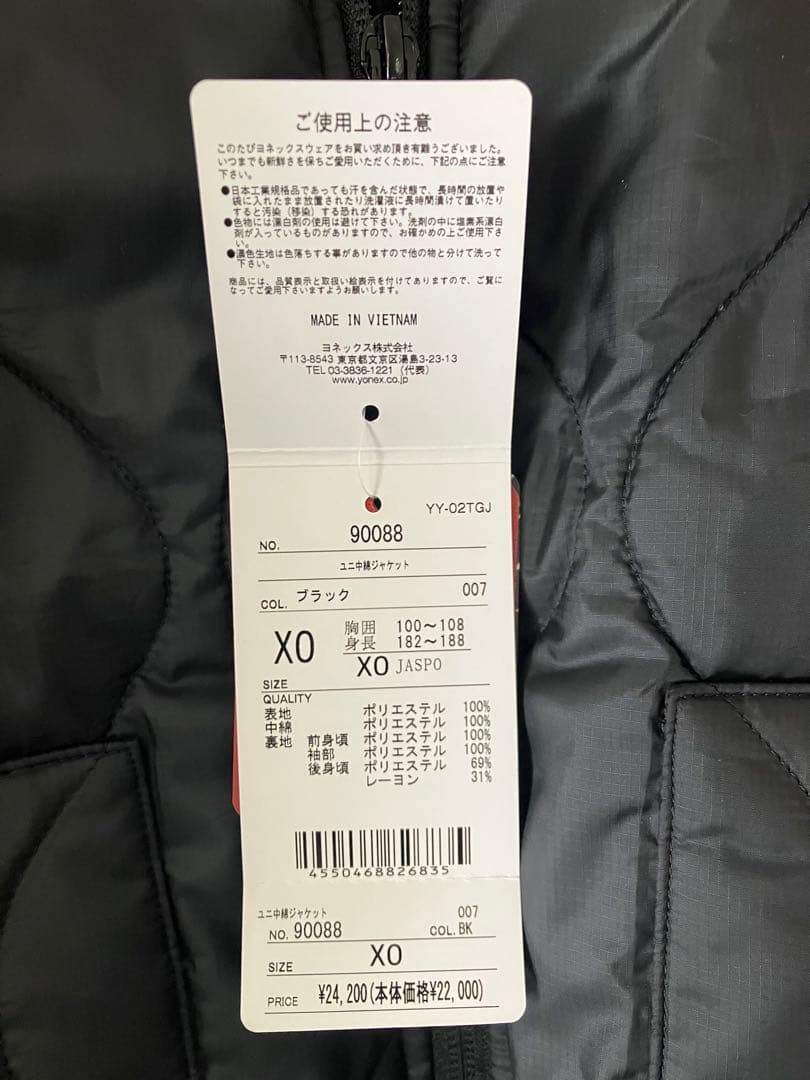 ご使用上の注意
このたびヨネックスウェアをお買い求め頂き有難うございました。
いつまでも新鮮さを保ちご愛用いただくために、下記の点にご注意
下さい。
●日本工業規格品であっても汗を含んだ状態で、長時間の放置や
袋に入れたまま放置されたり洗濯液に長時間漬けて置いたり
すると汚染（移染）する恐れがあります。
●色物には漂白剤の使用は避けて下さい。洗剤の中に塩素系漂白
剤が入っているものがありますので、お確かめの上ご使用下さ
い。
●濃色生地は色落ちする事がありますので他の物と分けて洗って
下さい。
商品には、品質表示と取扱い絵表示を付けてありますので、ご覧に
なってご愛用下さいますようお願いします。
MADE IN VIETNAM
ヨネックス株式会社
〒113-8543 東京都文京区湯島3-23-13
TEL 03-3836-1221（代表）
www.yonex.co.jp
YY-02TGJ
NO. 90088
ユニ中綿ジャケット
COL. ブラック 007
XO 胸囲 100～108
身長 182～188
XO JASPO
SIZE
QUALITY
表地 ポリエステル 100%
中綿 ポリエステル 100%
裏地 前身頃 ポリエステル 100%
袖部 ポリエステル 100%
後身頃 ポリエステル 69%
レーヨン 31%
4550468826835
ユニ中綿ジャケット 007
NO. 90088 COL. BK
SIZE XO
PRICE ¥24,200(本体価格¥22,000)